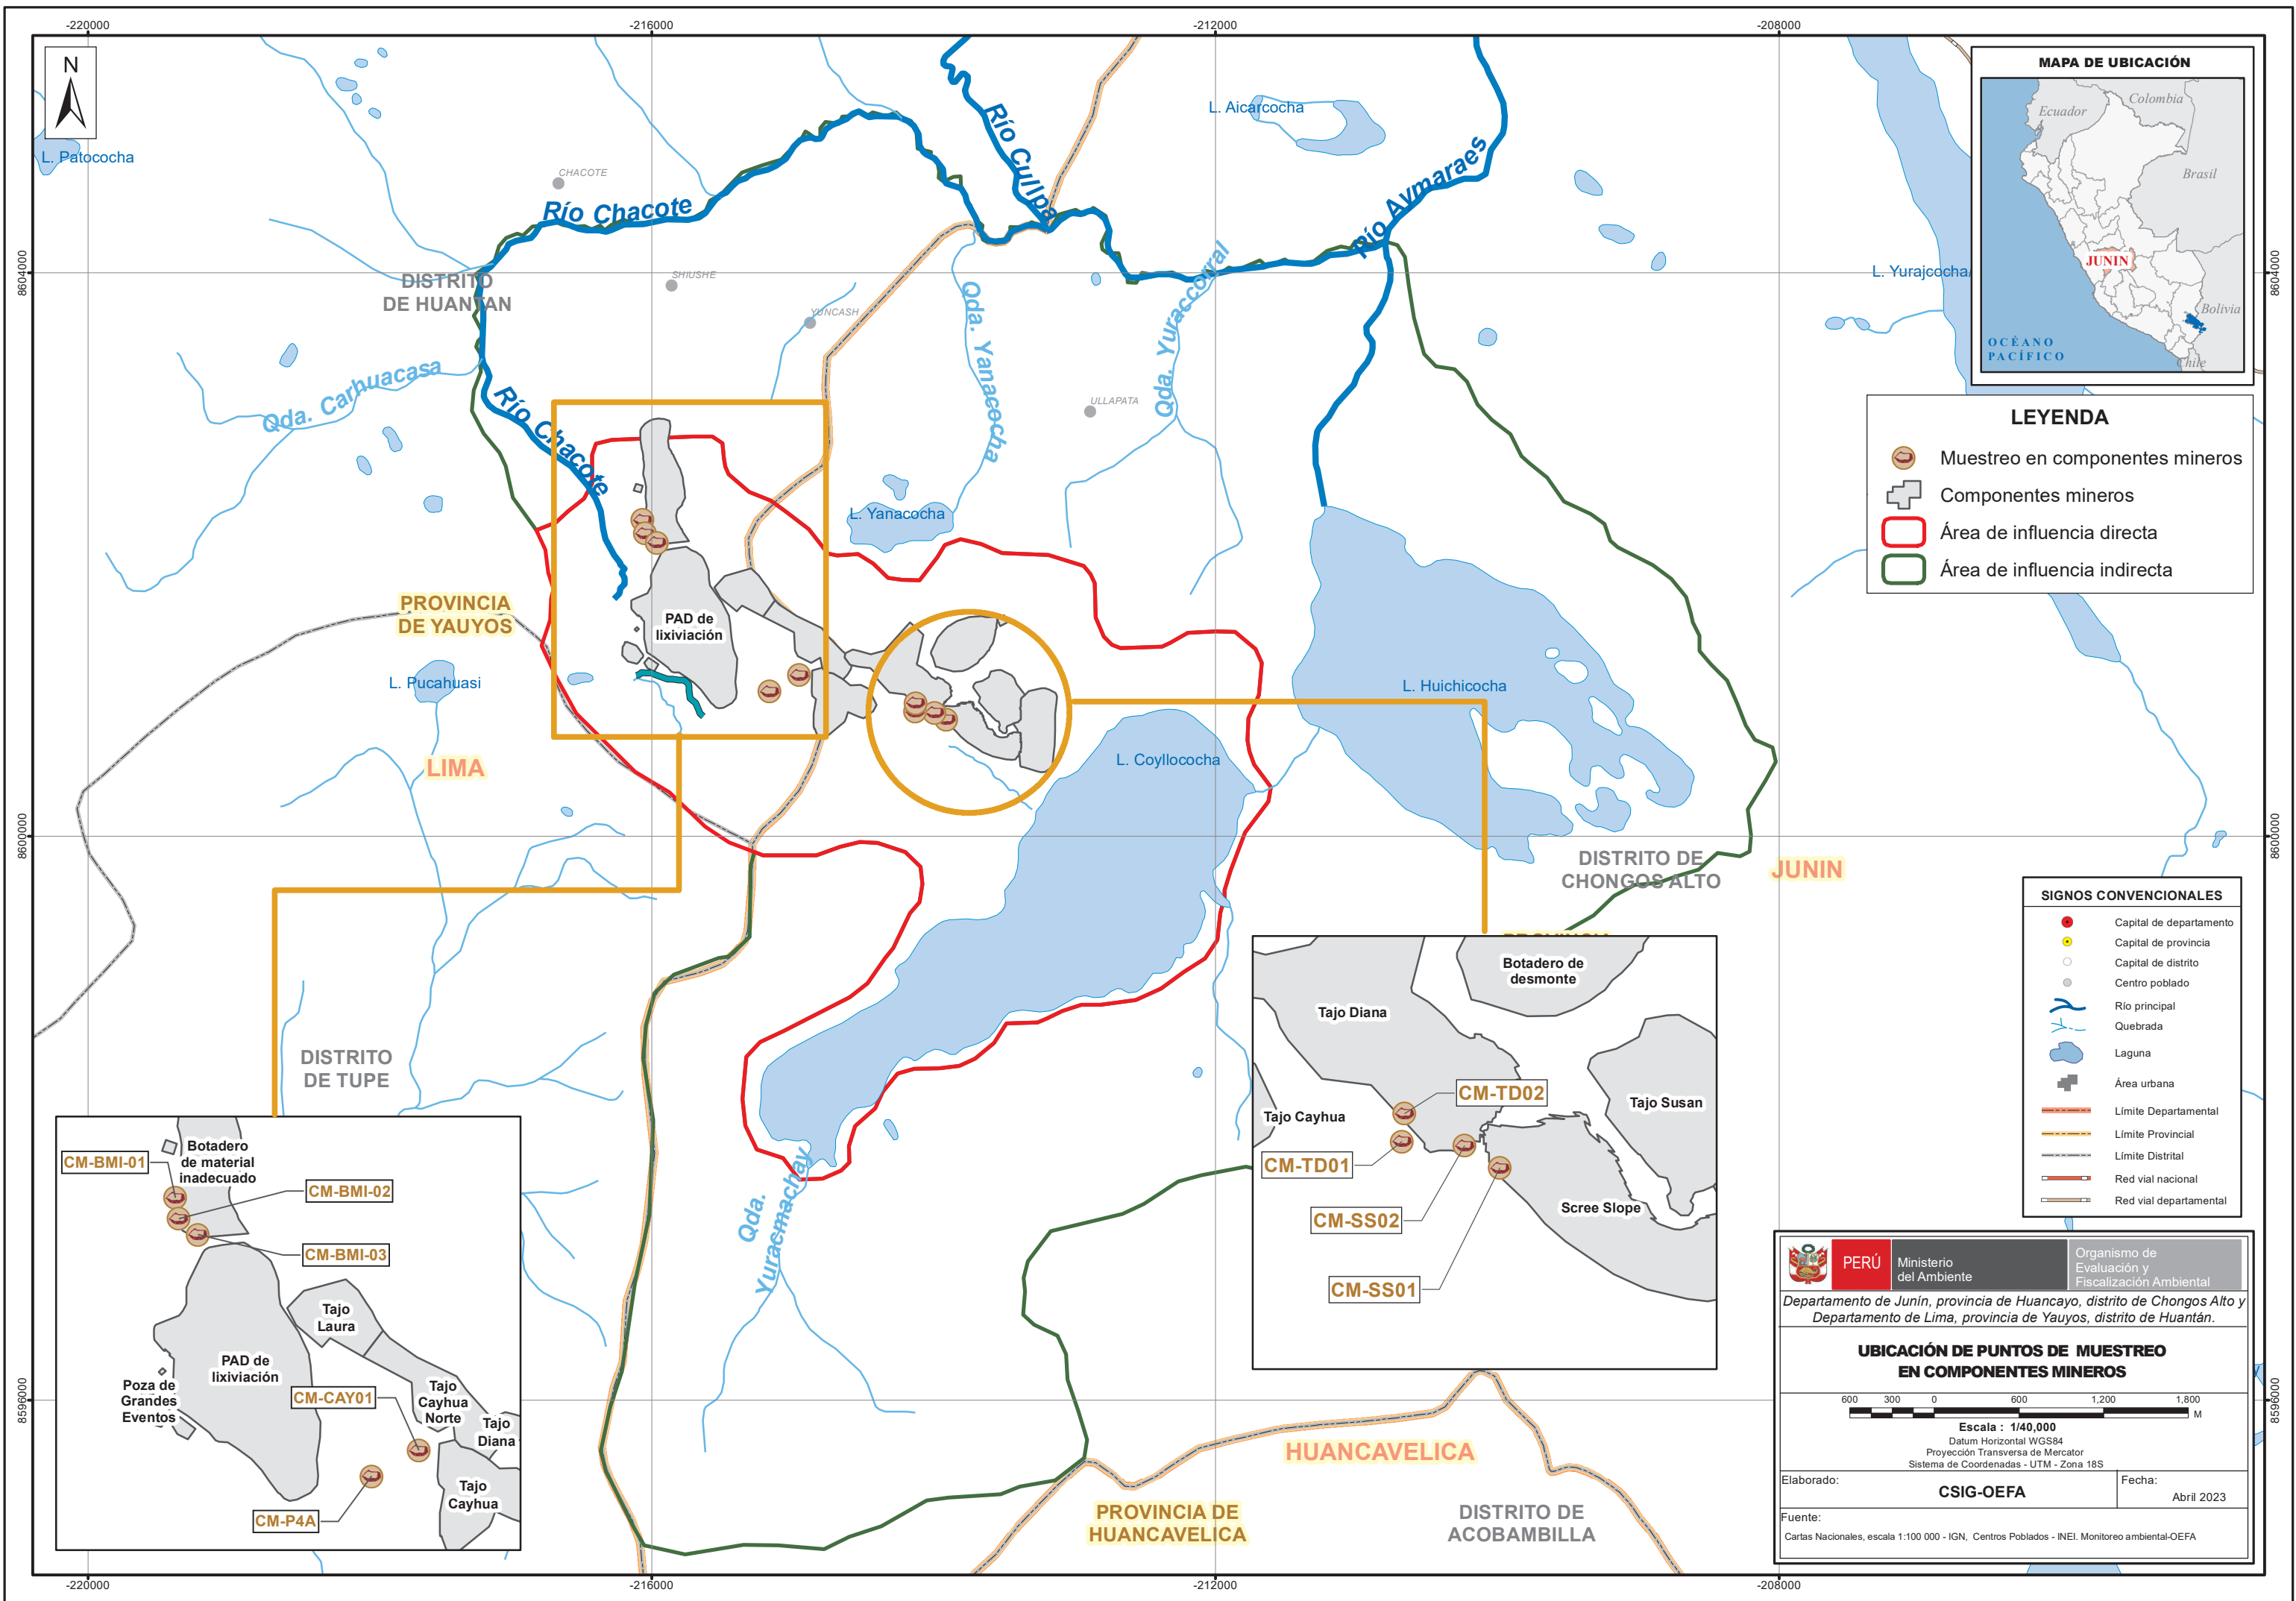 -220000
-216000
-212000
-208000
8604000
8600000
8596000
8604000
8600000
8596000
-220000
-216000
-212000
-208000
N
L. Patococha
CHACOTE
Río Chacote
Río Cullpa
L. Aicarcocha
Río Aymaraes
DISTRITO
DE HUANTAN
SHIUSHE
YUNCASH
Qda. Yanacocha
Qda. Yuraccorral
L. Yurajcocha
Qda. Carhuacasa
Río Chacote
ULLAPATA
L. Yanacocha
PROVINCIA
DE YAUYOS
PAD de
lixiviación
L. Pucahuasi
L. Huichicocha
LIMA
L. Coyllococha
DISTRITO DE
CHONGOS ALTO
JUNIN
DISTRITO
DE TUPE
Qda.
Yuracmachay
HUANCAVELICA
PROVINCIA DE
HUANCAVELICA
DISTRITO DE
ACOBAMBILLA
Botadero
de material
inadecuado
CM-BMI-01
CM-BMI-02
CM-BMI-03
Tajo
Laura
PAD de
lixiviación
Poza de
Grandes
Eventos
CM-CAY01
Tajo
Cayhua
Norte
Tajo
Diana
Tajo
Cayhua
CM-P4A
Botadero de
desmonte
Tajo Diana
CM-TD02
Tajo Cayhua
Tajo Susan
CM-TD01
CM-SS02
Scree Slope
CM-SS01
MAPA DE UBICACIÓN
Ecuador
Colombia
Brasil
JUNIN
Bolivia
OCÉANO
PACÍFICO
Chile
LEYENDA
Muestreo en componentes mineros
Componentes mineros
Área de influencia directa
Área de influencia indirecta
SIGNOS CONVENCIONALES
Capital de departamento
Capital de provincia
Capital de distrito
Centro poblado
Río principal
Quebrada
Laguna
Área urbana
Límite Departamental
Límite Provincial
Límite Distrital
Red vial nacional
Red vial departamental
PERÚ
Ministerio
del Ambiente
Organismo de
Evaluación y
Fiscalización Ambiental
Departamento de Junín, provincia de Huancayo, distrito de Chongos Alto y
Departamento de Lima, provincia de Yauyos, distrito de Huantán.
UBICACIÓN DE PUNTOS DE MUESTREO
EN COMPONENTES MINEROS
600 300 0 600 1,200 1,800
M
Escala : 1/40,000
Datum Horizontal WGS84
Proyección Transversa de Mercator
Sistema de Coordenadas - UTM - Zona 18S
Elaborado:
CSIG-OEFA
Fecha:
Abril 2023
Fuente:
Cartas Nacionales, escala 1:100 000 - IGN, Centros Poblados - INEI. Monitoreo ambiental-OEFA